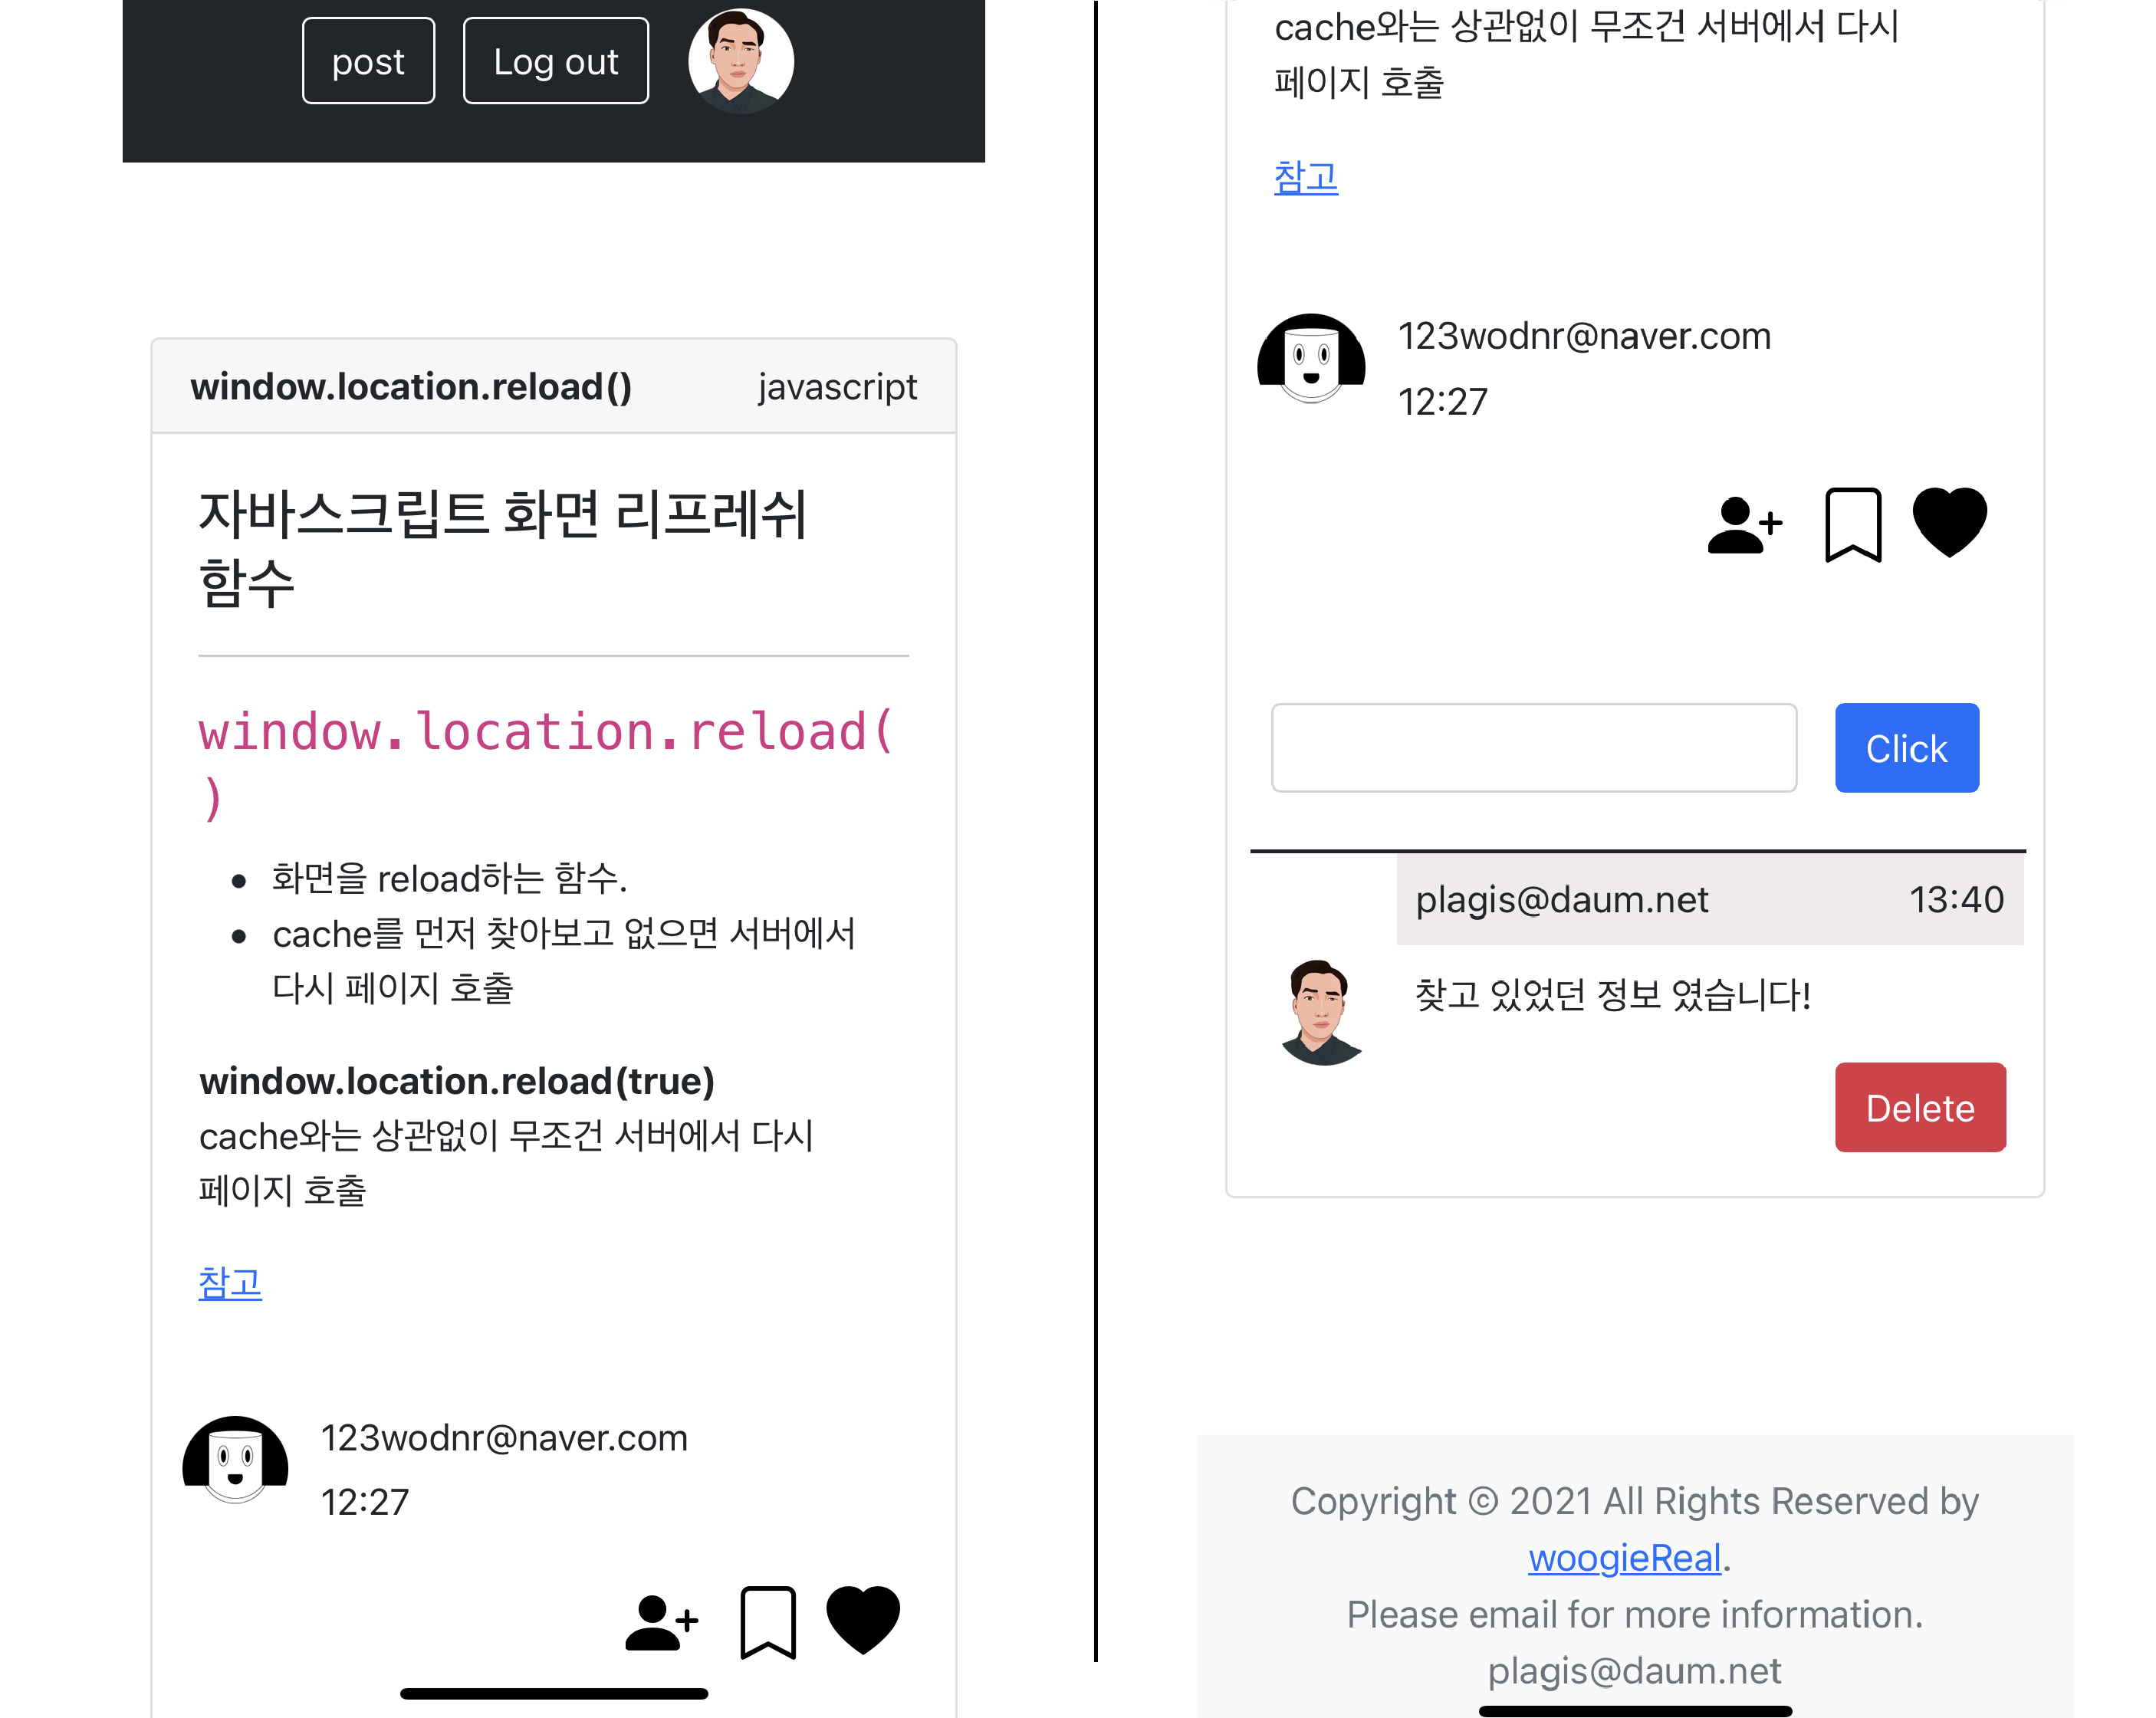 post
Log out
window.location.reload()
javascript
자바스크립트 화면 리프레쉬
함수
window.location.reload(
)
화면을 reload하는 함수.
cache를 먼저 찾아보고 없으면 서버에서
다시 페이지 호출
window.location.reload(true)
cache와는 상관없이 무조건 서버에서 다시
페이지 호출
참고
123wodnr@naver.com
12:27
cache와는 상관없이 무조건 서버에서 다시
페이지 호출
참고
123wodnr@naver.com
12:27
Click
plagis@daum.net
13:40
찾고 있었던 정보 였습니다!
Delete
Copyright © 2021 All Rights Reserved by
woogieReal.
Please email for more information.
plagis@daum.net